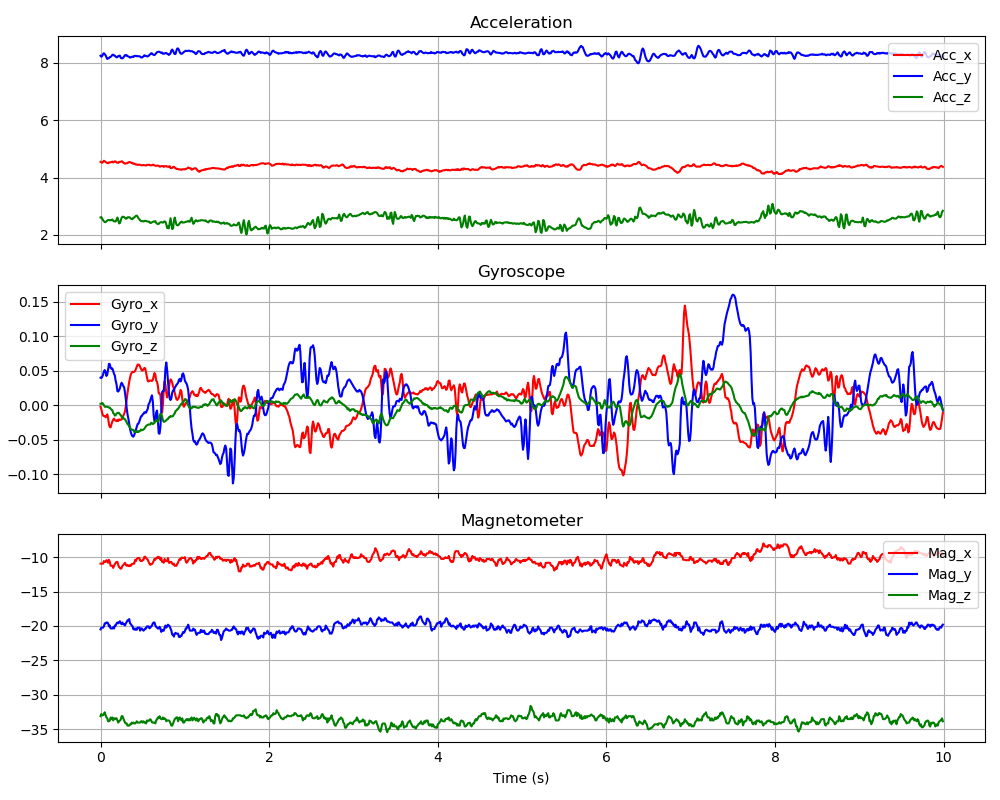 Acceleration
8
6
4
2
Acc_x
Acc_y
Acc_z
Gyroscope
0.15
0.10
0.05
0.00
−0.05
−0.10
Gyro_x
Gyro_y
Gyro_z
Magnetometer
−10
−15
−20
−25
−30
−35
Mag_x
Mag_y
Mag_z
0 2 4 6 8 10
Time (s)